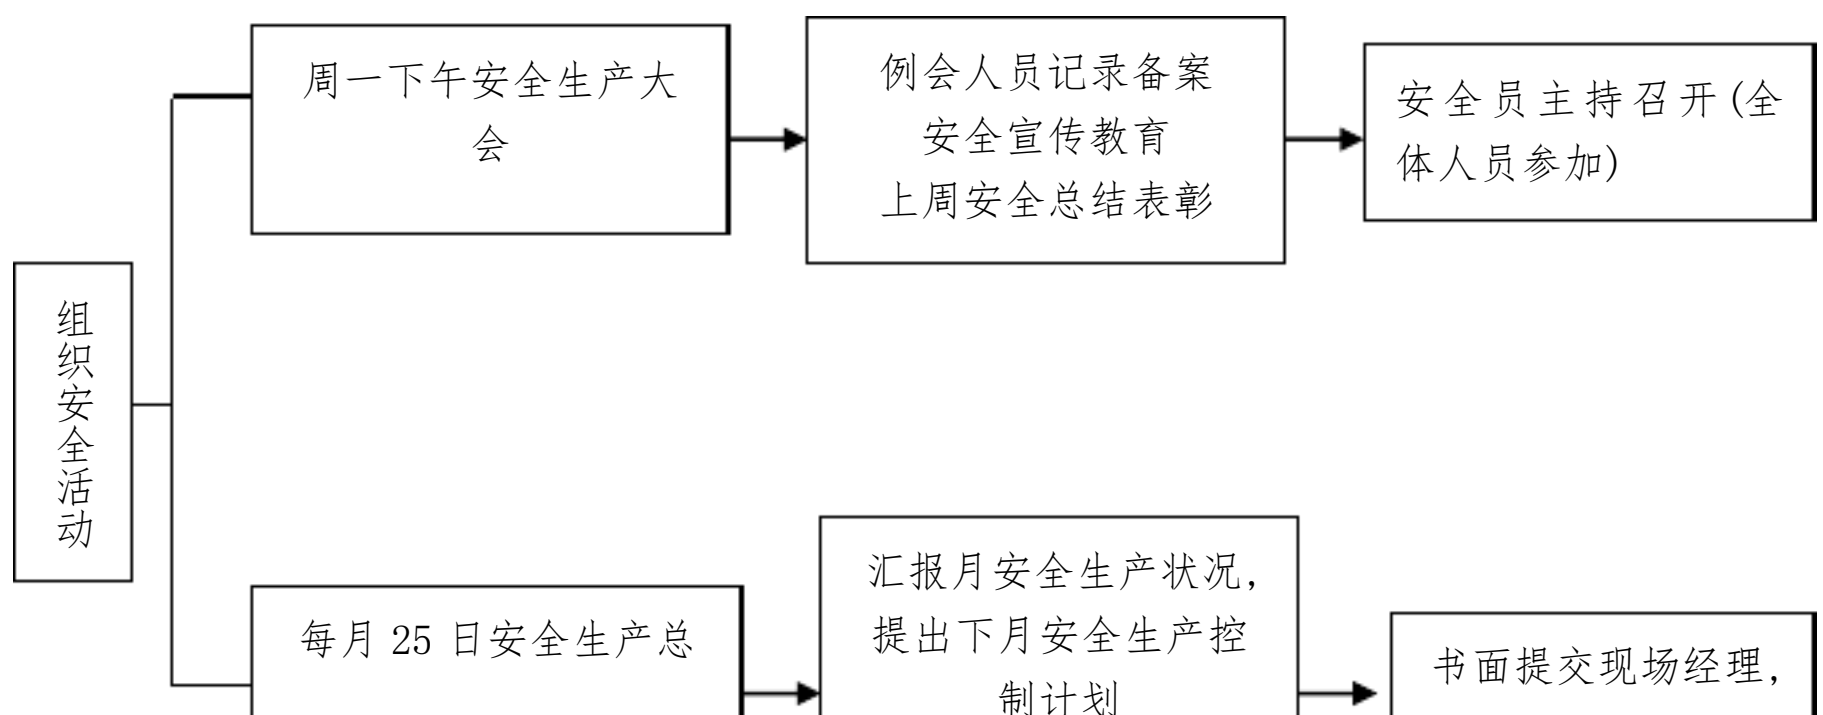 周一下午安全生产大
会
例会人员记录备案
安全宣传教育
上周安全总结表彰
安全员主持召开(全
体人员参加)
组织安全活动
每月 25 日安全生产总
汇报月安全生产状况,
提出下月安全生产控
制计划
书面提交现场经理,